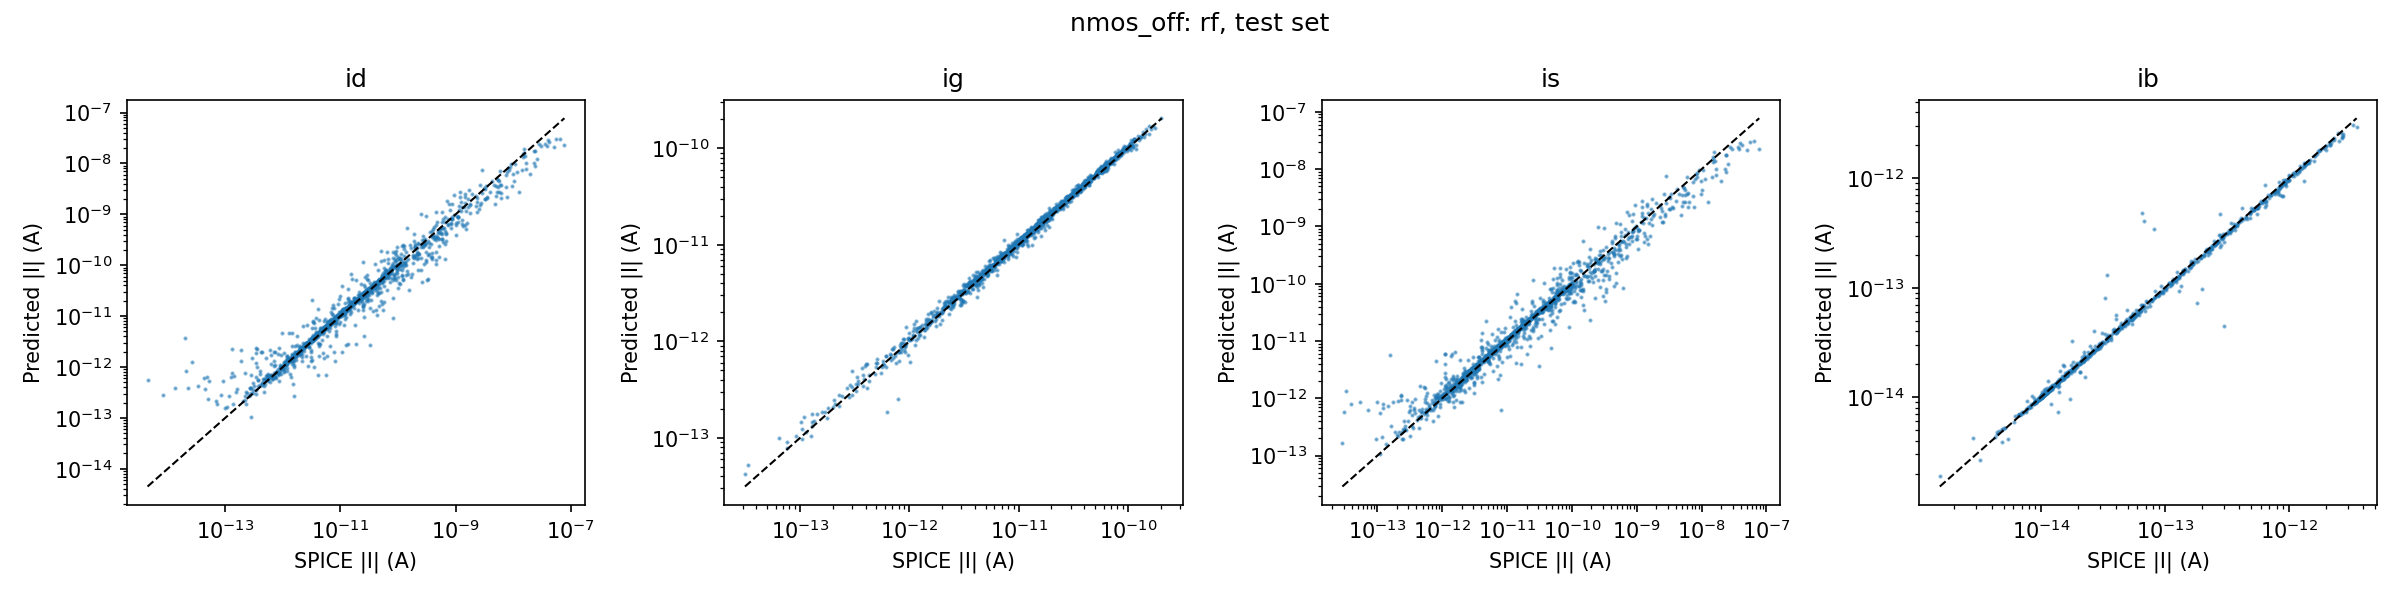 nmos_off: rf, test set
id
10⁻⁷
10⁻⁸
10⁻⁹
10⁻¹⁰
10⁻¹¹
10⁻¹²
10⁻¹³
10⁻¹⁴
Predicted |I| (A)
10⁻¹³ 10⁻¹¹ 10⁻⁹ 10⁻⁷
SPICE |I| (A)
ig
10⁻¹⁰
10⁻¹¹
10⁻¹²
10⁻¹³
Predicted |I| (A)
10⁻¹³ 10⁻¹² 10⁻¹¹ 10⁻¹⁰
SPICE |I| (A)
is
10⁻⁷
10⁻⁸
10⁻⁹
10⁻¹⁰
10⁻¹¹
10⁻¹²
10⁻¹³
Predicted |I| (A)
10⁻¹³ 10⁻¹² 10⁻¹¹ 10⁻¹⁰ 10⁻⁹ 10⁻⁸ 10⁻⁷
SPICE |I| (A)
ib
10⁻¹²
10⁻¹³
10⁻¹⁴
Predicted |I| (A)
10⁻¹⁴ 10⁻¹³ 10⁻¹²
SPICE |I| (A)